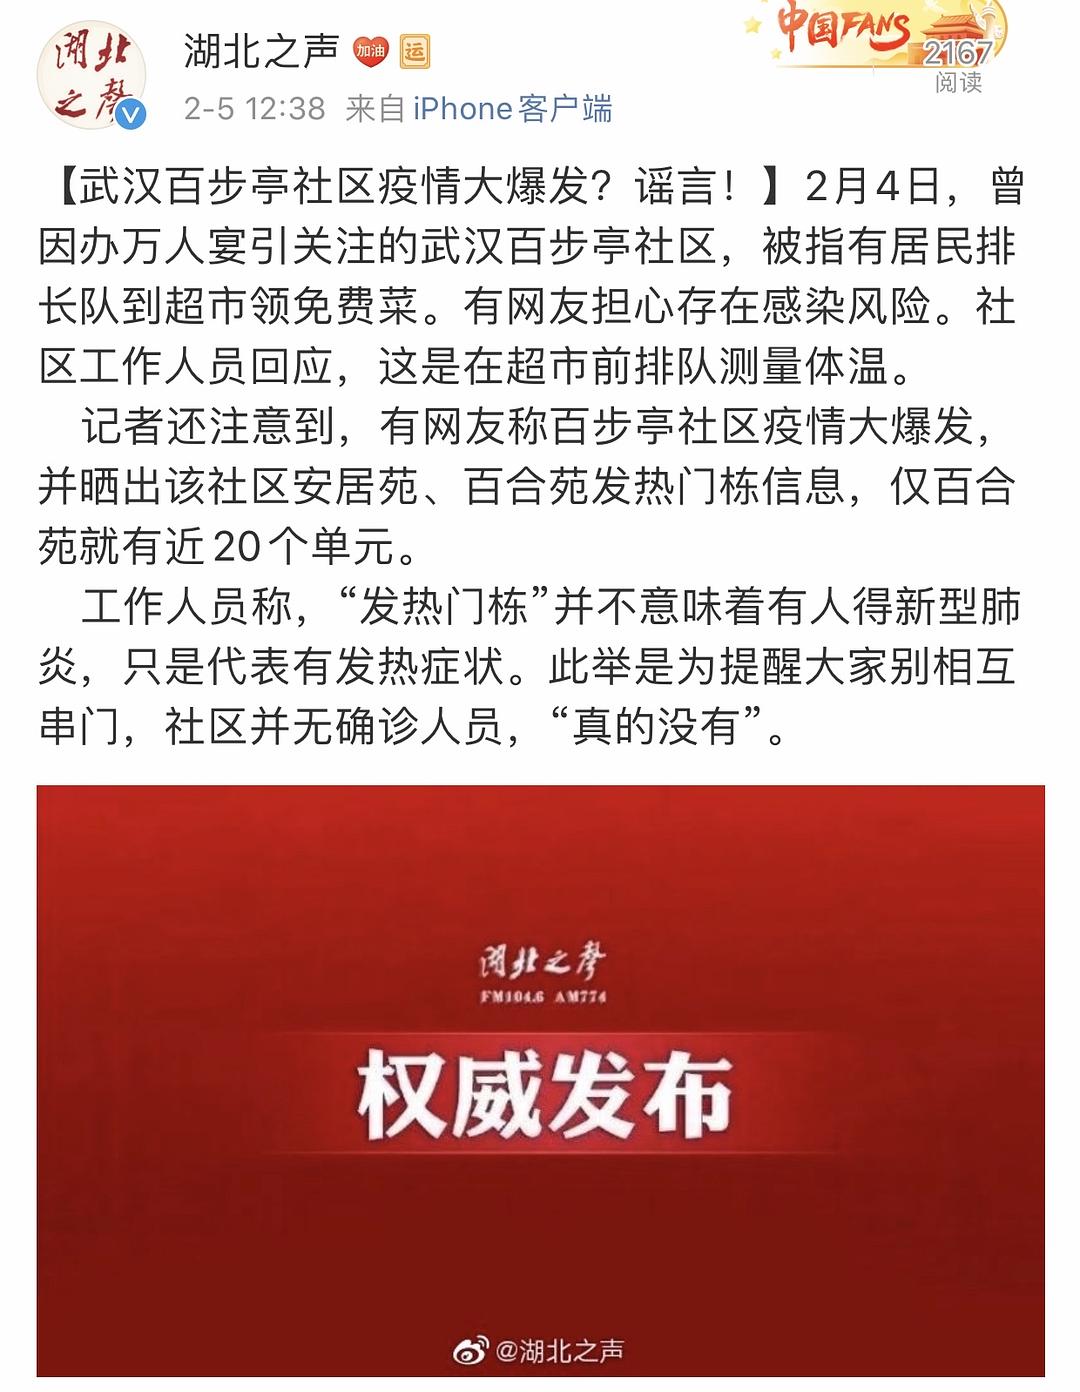 湖北之声
湖北之声 加油 运
中国FANS
2167
阅读
2-5 12:38 来自 iPhone客户端
【武汉百步亭社区疫情大爆发？谣言！】2月4日，曾
因办万人宴引关注的武汉百步亭社区，被指有居民排
长队到超市领免费菜。有网友担心存在感染风险。社
区工作人员回应，这是在超市前排队测量体温。
记者还注意到，有网友称百步亭社区疫情大爆发，
并晒出该社区安居苑、百合苑发热门栋信息，仅百合
苑就有近20个单元。
工作人员称，“发热门栋”并不意味着有人得新型肺
炎，只是代表有发热症状。此举是为提醒大家别相互
串门，社区并无确诊人员，“真的没有”。
湖北之聲
FM104.6 AM774
权威发布
@湖北之声